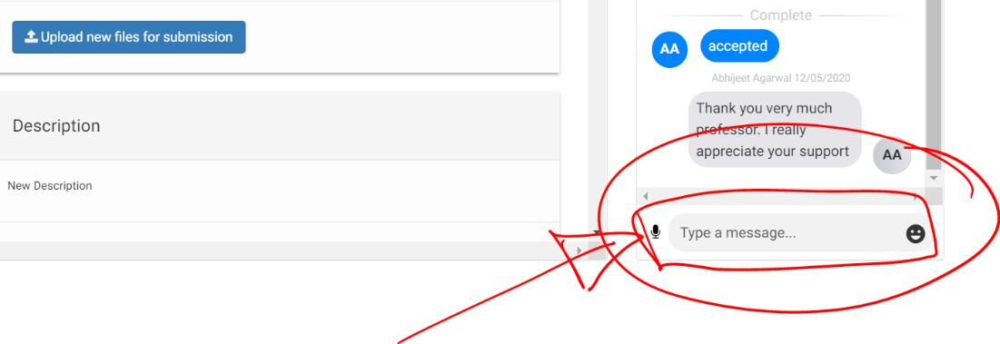 Upload new files for submission
Description
New Description
Complete
AA
accepted
Abhijeet Agarwal 12/05/2020
Thank you very much
professor. I really
appreciate your support
AA
Type a message...